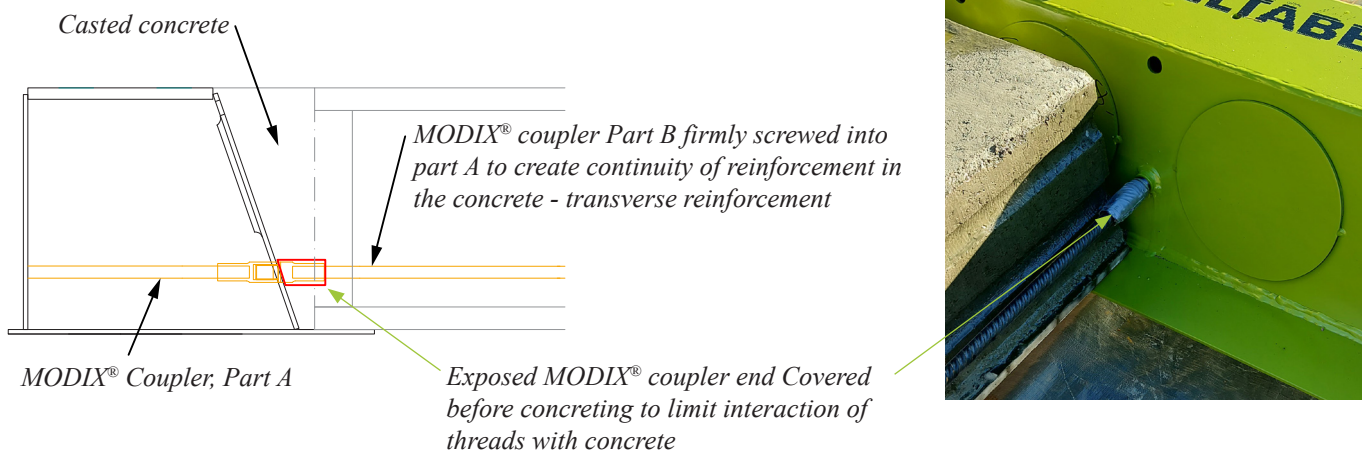 Casted concrete
MODIX® coupler Part B firmly screwed into
part A to create continuity of reinforcement in
the concrete - transverse reinforcement
MODIX® Coupler, Part A
Exposed MODIX® coupler end Covered
before concreting to limit interaction of
threads with concrete